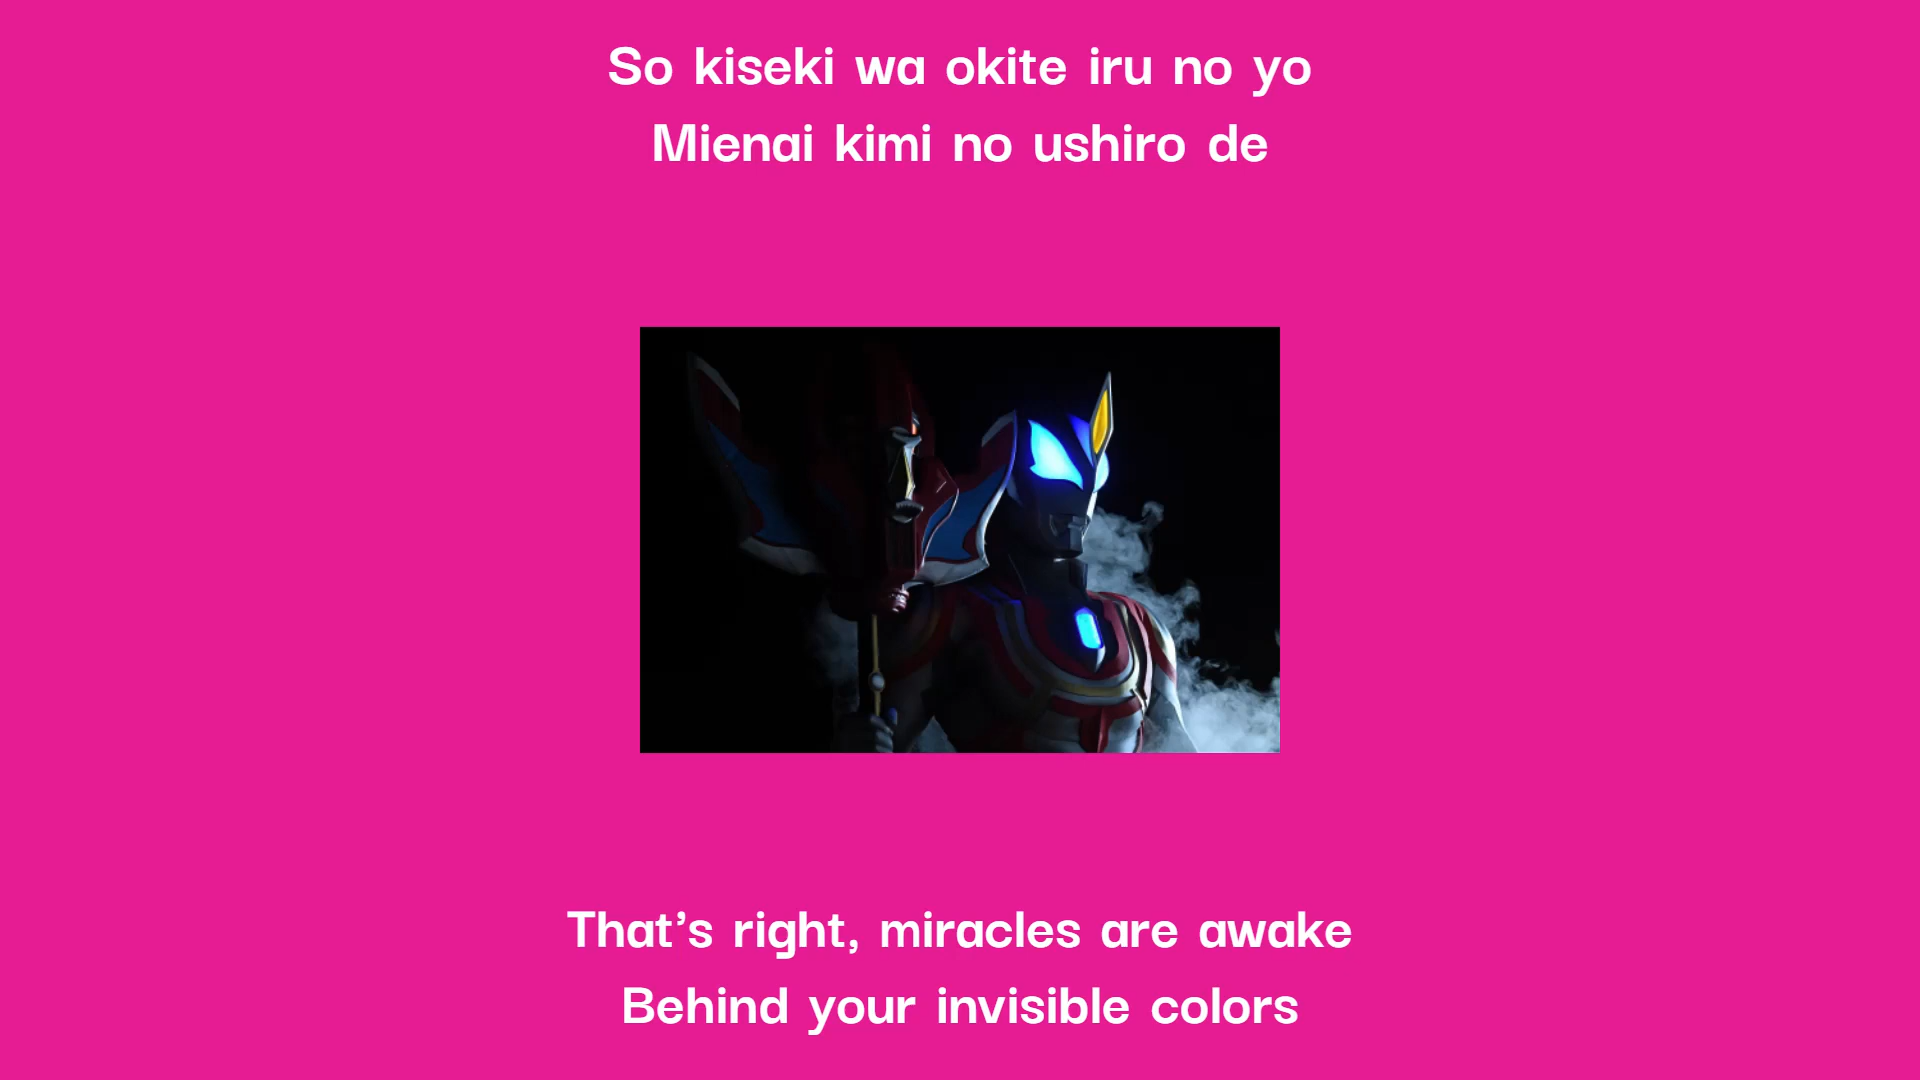 So kiseki wa okite iru no yo
Mienai kimi no ushiro de
That's right, miracles are awake
Behind your invisible colors